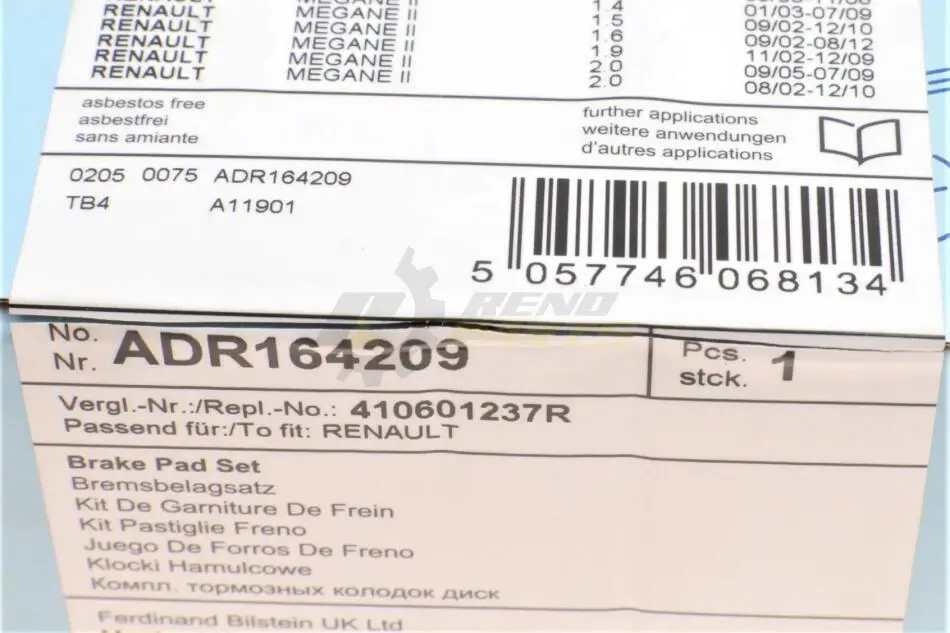 RENAULT MEGANE II 1.4
RENAULT MEGANE II 1.5 01/03-07/09
RENAULT MEGANE II 1.6 09/02-12/10
RENAULT MEGANE II 1.9 09/02-08/12
RENAULT MEGANE II 2.0 11/02-12/09
2.0 09/05-07/09
08/02-12/10
asbestos free
asbestfrei
sans amiante
further applications
weitere anwendungen
d'autres applications
0205 0075 ADR164209
TB4 A11901
5 057746 068134
RENO
No.
Nr. ADR164209
Pcs.
stck. 1
Vergl.-Nr.:/Repl.-No.: 410601237R
Passend für:/To fit: RENAULT
Brake Pad Set
Bremsbelagsatz
Kit De Garniture De Frein
Kit Pastiglie Freno
Juego De Forros De Freno
Klocki Hamulcowe
Компл. тормозных колодок диск
Ferdinand Bilstein UK Ltd